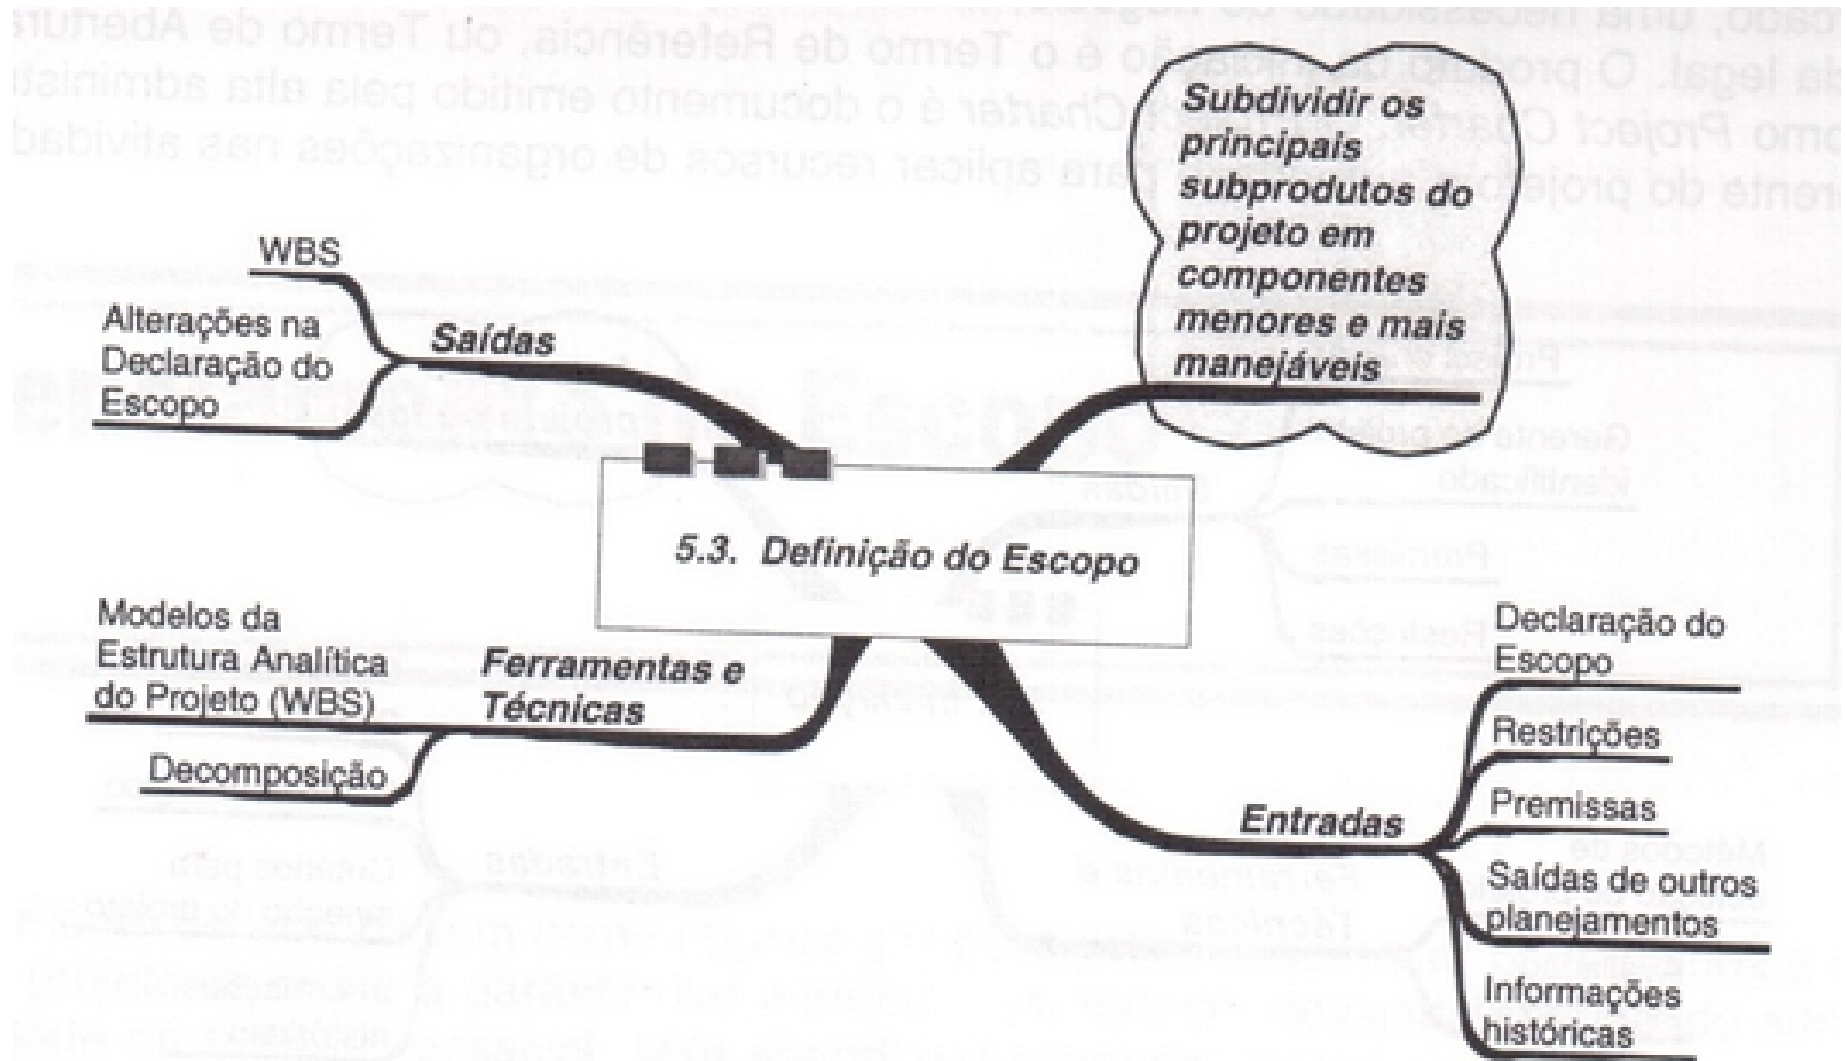 Subdividir os
principais
subprodutos do
projeto em
componentes
menores e mais
manejáveis
WBS
Alterações na
Declaração do
Escopo
Saídas
5.3. Definição do Escopo
Modelos da
Estrutura Analítica
do Projeto (WBS)
Decomposição
Ferramentas e
Técnicas
Entradas
Declaração do
Escopo
Restrições
Premissas
Saídas de outros
planejamentos
Informações
históricas